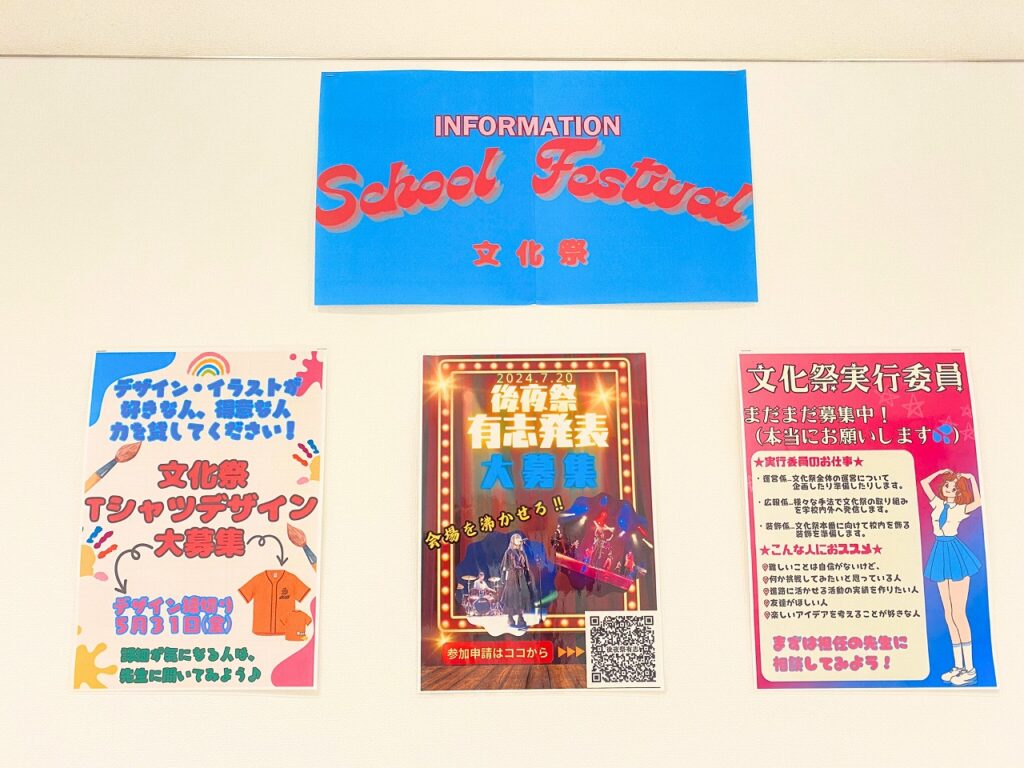 INFORMATION
School Festival
文化祭
デザイン・イラストが
好きな人、得意な人
力を貸してください！
文化祭
Tシャツデザイン
大募集
デザイン締切り
5月31日(金)
詳細が気になる人は、
先生に聞いてみよう♪
2024.7.20
後夜祭
有志発表
大募集
会場を沸かせろ!!
参加申請はココから
後夜祭有志
文化祭実行委員
まだまだ募集中！
（本当にお願いします💦）
★実行委員のお仕事★
・運営係…文化祭全体の運営について
企画したり準備したりします。
・広報係…様々な手法で文化祭の取り組み
を学校内外へ発信します。
・装飾係…文化祭本番に向けて校内を飾る
装飾を準備します。
★こんな人におススメ★
難しいことは自信がないけど、
何か挑戦してみたいと思っている人
進路に活かせる活動の実績を作りたい人
友達がほしい人
楽しいアイデアを考えることが好きな人
まずは担任の先生に
相談してみよう！